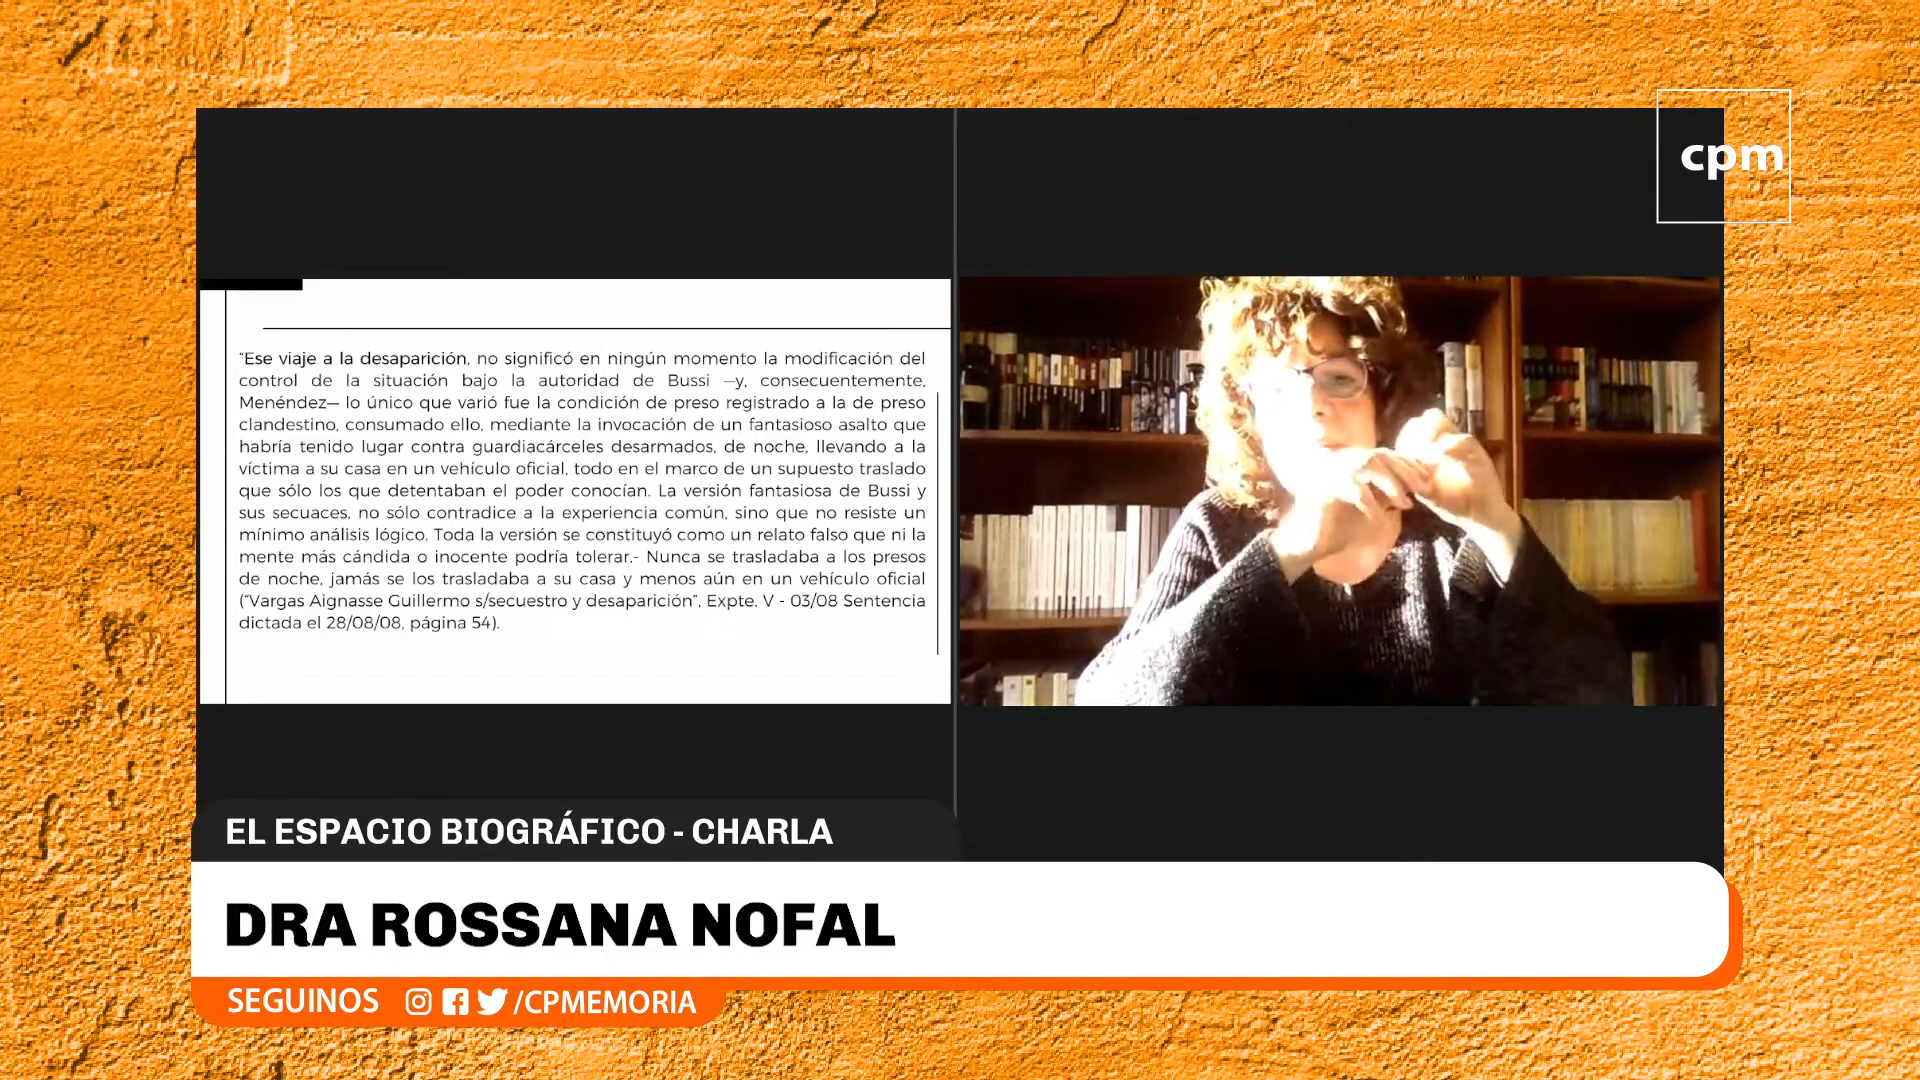 cpm
“Ese viaje a la desaparición, no significó en ningún momento la modificación del
control de la situación bajo la autoridad de Bussi —y, consecuentemente,
Menéndez— lo único que varió fue la condición de preso registrado a la de preso
clandestino, consumado ello, mediante la invocación de un fantasioso asalto que
habría tenido lugar contra guardiacárceles desarmados, de noche, llevando a la
víctima a su casa en un vehículo oficial, todo en el marco de un supuesto traslado
que sólo los que detentaban el poder conocían. La versión fantasiosa de Bussi y
sus secuaces, no sólo contradice a la experiencia común, sino que no resiste un
mínimo análisis lógico. Toda la versión se constituyó como un relato falso que ni la
mente más cándida o inocente podría tolerar.- Nunca se trasladaba a los presos
de noche, jamás se los trasladaba a su casa y menos aún en un vehículo oficial
(“Vargas Aignasse Guillermo s/secuestro y desaparición”, Expte. V - 03/08 Sentencia
dictada el 28/08/08, página 54).
EL ESPACIO BIOGRÁFICO - CHARLA
DRA ROSSANA NOFAL
SEGUINOS /CPMEMORIA